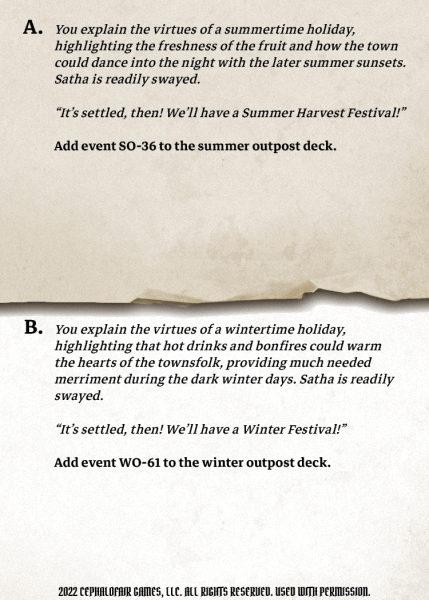 A. You explain the virtues of a summertime holiday,
highlighting the freshness of the fruit and how the town
could dance into the night with the later summer sunsets.
Satha is readily swayed.
“It’s settled, then! We’ll have a Summer Harvest Festival!”
Add event SO-36 to the summer outpost deck.
B. You explain the virtues of a wintertime holiday,
highlighting that hot drinks and bonfires could warm
the hearts of the townsfolk, providing much needed
merriment during the dark winter days. Satha is readily
swayed.
“It’s settled, then! We’ll have a Winter Festival!”
Add event WO-61 to the winter outpost deck.
2022 CEPHALOFAIR GAMES, LLC. ALL RIGHTS RESERVED. USED WITH PERMISSION.